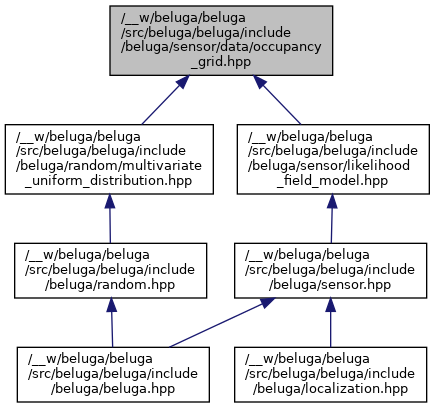 /__w/beluga/beluga
/src/beluga/beluga/include
/beluga/sensor/data/occupancy
_grid.hpp
/__w/beluga/beluga
/src/beluga/beluga/include
/beluga/random/multivariate
_uniform_distribution.hpp
/__w/beluga/beluga
/src/beluga/beluga/include
/beluga/sensor/likelihood
_field_model.hpp
/__w/beluga/beluga
/src/beluga/beluga/include
/beluga/random.hpp
/__w/beluga/beluga
/src/beluga/beluga/include
/beluga/sensor.hpp
/__w/beluga/beluga
/src/beluga/beluga/include
/beluga/beluga.hpp
/__w/beluga/beluga
/src/beluga/beluga/include
/beluga/localization.hpp